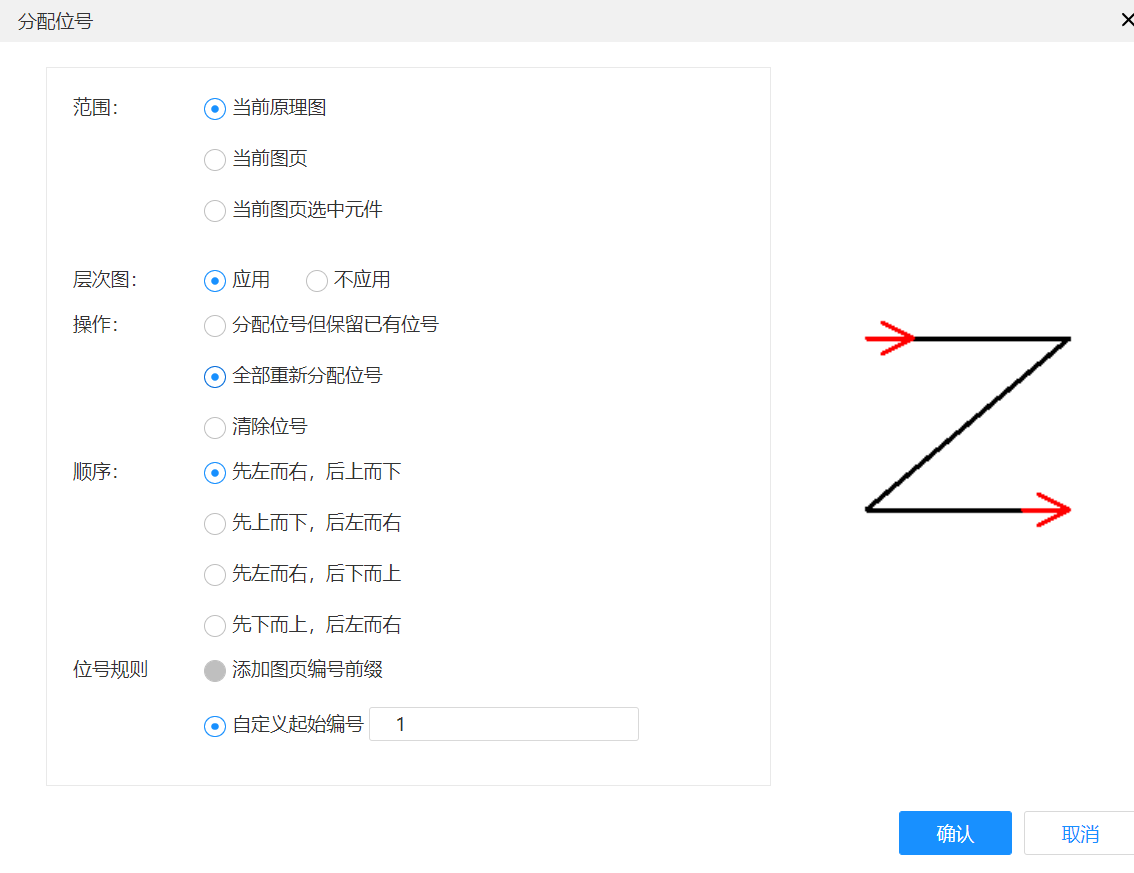 分配位号
范围：
当前原理图
当前图页
当前图页选中元件
层次图：
应用 不应用
操作：
分配位号但保留已有位号
全部重新分配位号
清除位号
顺序：
先左而右，后上而下
先上而下，后左而右
先左而右，后下而上
先下而上，后左而右
位号规则
添加图页编号前缀
自定义起始编号 1
确认 取消